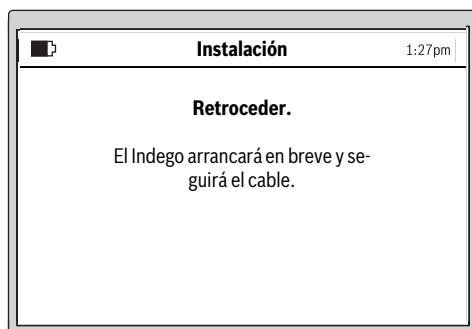 Instalación 1:27pm
Retroceder.
El Indego arrancará en breve y se-
guirá el cable.